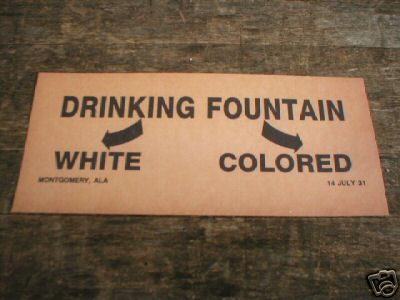 DRINKING FOUNTAIN
WHITE COLORED
MONTGOMERY, ALA 14 JULY 31